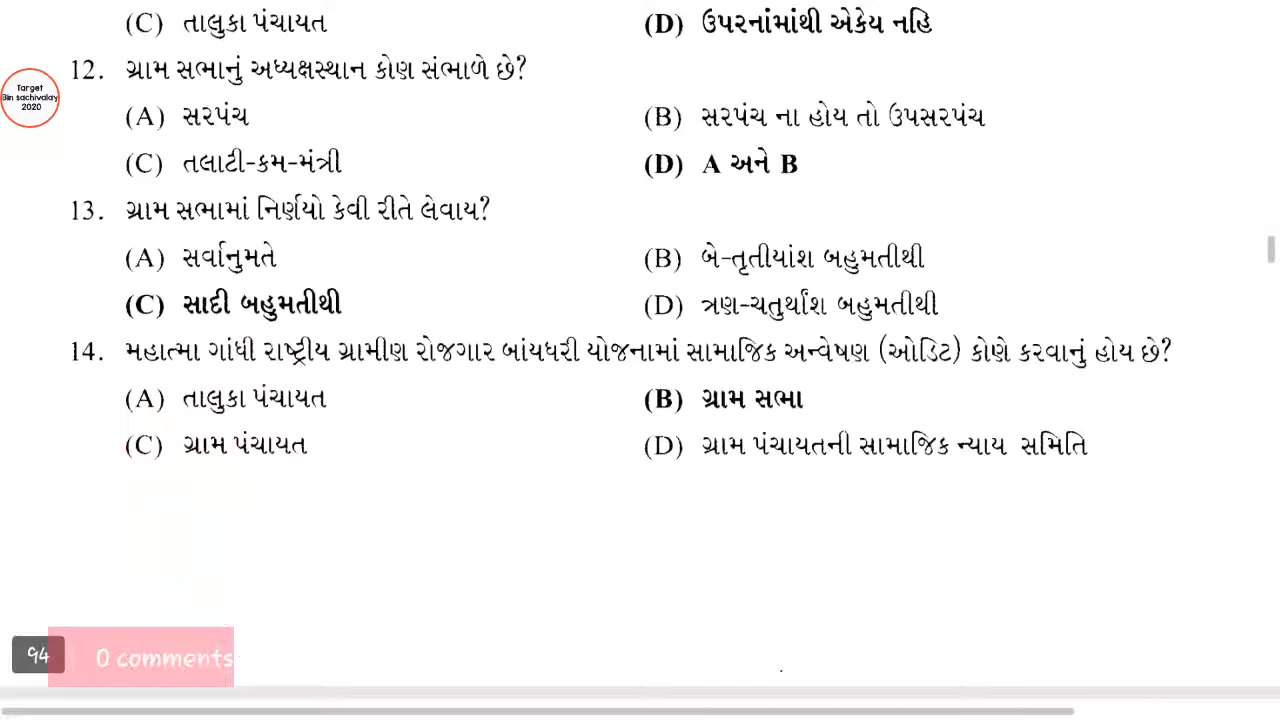 (C) તાલુકા પંચાયત (D) ઉપરનાંમાંથી એકેય નહિ
12. ગ્રામ સભાનું અધ્યક્ષસ્થાન કોણ સંભાળે છે?
Target
Bin sachivalay
2020
(A) સરપંચ (B) સરપંચ ના હોય તો ઉપસરપંચ
(C) તલાટી-કમ-મંત્રી (D) A અને B
13. ગ્રામ સભામાં નિર્ણયો કેવી રીતે લેવાય?
(A) સર્વાનુમતે (B) બે-તૃતીયાંશ બહુમતીથી
(C) સાદી બહુમતીથી (D) ત્રણ-ચતુર્થાંશ બહુમતીથી
14. મહાત્મા ગાંધી રાષ્ટ્રીય ગ્રામીણ રોજગાર બાંયધરી યોજનામાં સામાજિક અન્વેષણ (ઓડિટ) કોણે કરવાનું હોય છે?
(A) તાલુકા પંચાયત (B) ગ્રામ સભા
(C) ગ્રામ પંચાયત (D) ગ્રામ પંચાયતની સામાજિક ન્યાય સમિતિ
94 0 comments